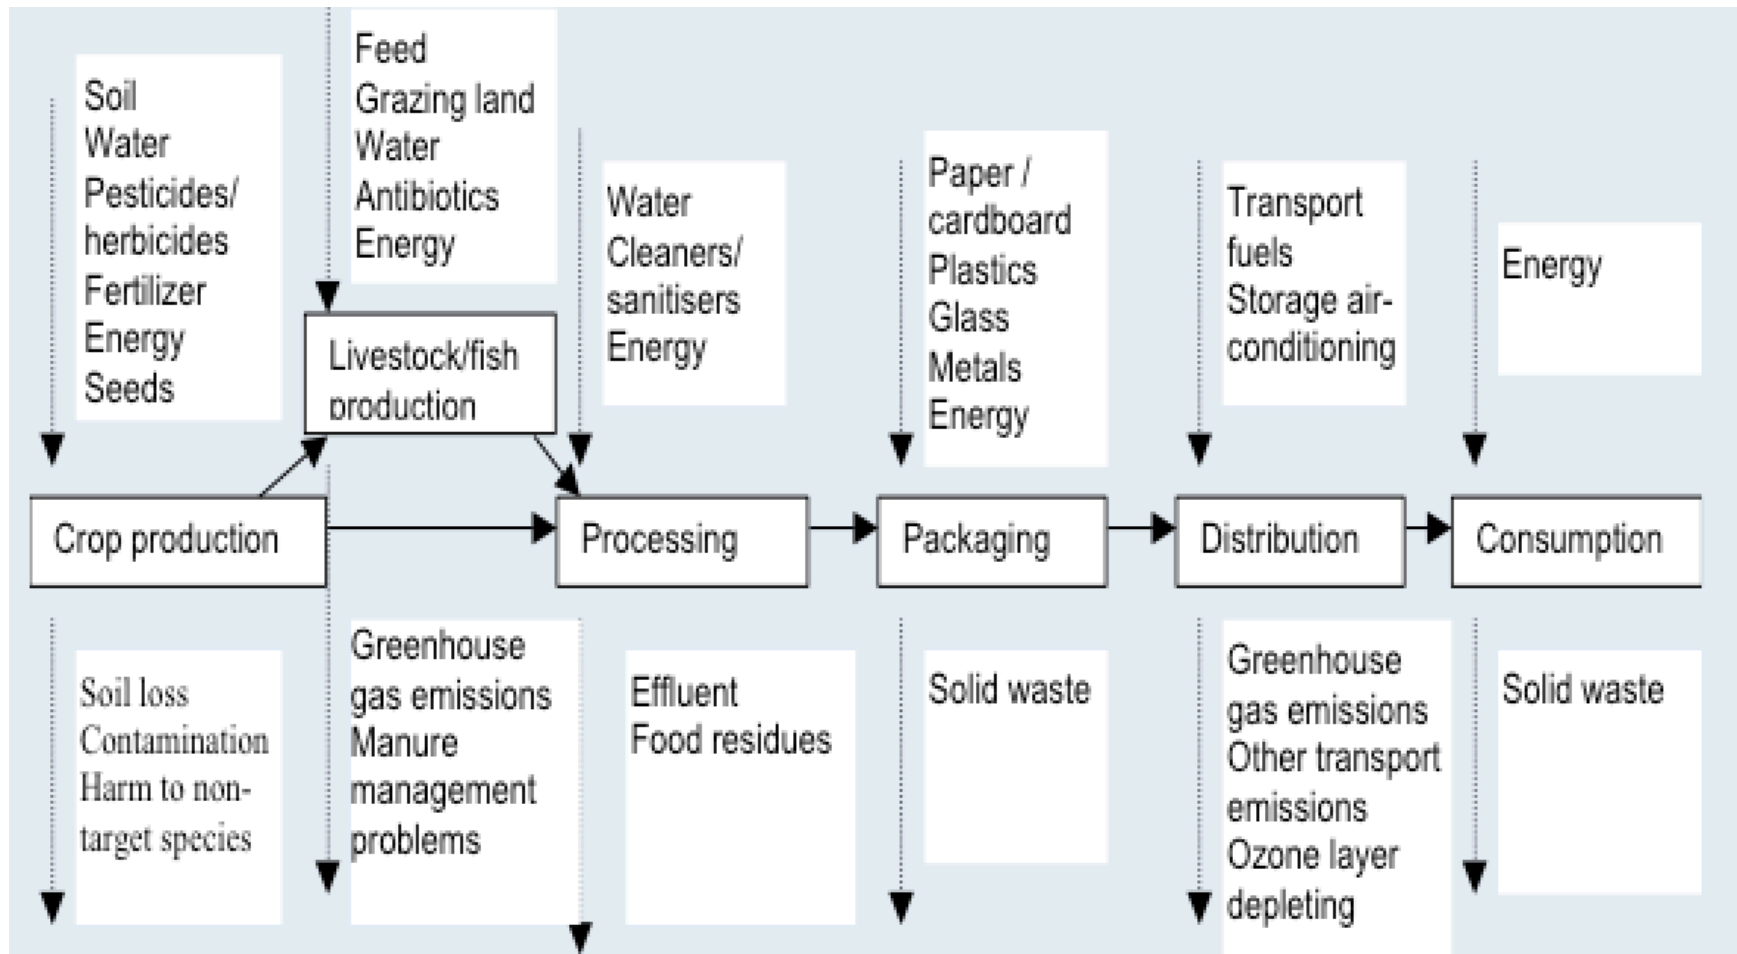 Soil
Water
Pesticides/
herbicides
Fertilizer
Energy
Seeds
Feed
Grazing land
Water
Antibiotics
Energy
Livestock/fish
production
Water
Cleaners/
sanitisers
Energy
Paper /
cardboard
Plastics
Glass
Metals
Energy
Transport
fuels
Storage air-
conditioning
Energy
Crop production
Processing
Packaging
Distribution
Consumption
Soil loss
Contamination
Harm to non-
target species
Greenhouse
gas emissions
Manure
management
problems
Effluent
Food residues
Solid waste
Greenhouse
gas emissions
Other transport
emissions
Ozone layer
depleting
Solid waste